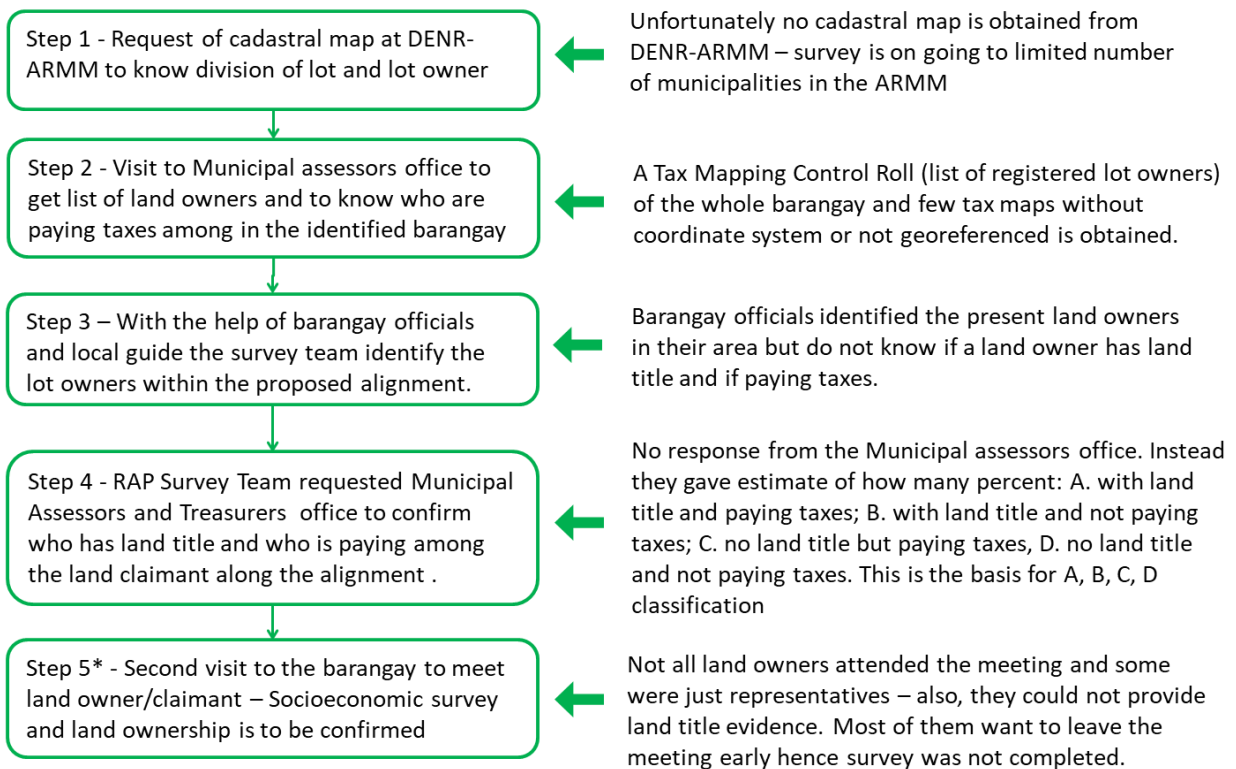 Step 1 - Request of cadastral map at DENR-
ARMM to know division of lot and lot owner
Unfortunately no cadastral map is obtained from
DENR-ARMM – survey is on going to limited number
of municipalities in the ARMM
Step 2 - Visit to Municipal assessors office to
get list of land owners and to know who are
paying taxes among in the identified barangay
A Tax Mapping Control Roll (list of registered lot owners)
of the whole barangay and few tax maps without
coordinate system or not georeferenced is obtained.
Step 3 – With the help of barangay officials
and local guide the survey team identify the
lot owners within the proposed alignment.
Barangay officials identified the present land owners
in their area but do not know if a land owner has land
title and if paying taxes.
Step 4 - RAP Survey Team requested Municipal
Assessors and Treasurers office to confirm
who has land title and who is paying among
the land claimant along the alignment .
No response from the Municipal assessors office. Instead
they gave estimate of how many percent: A. with land
title and paying taxes; B. with land title and not paying
taxes; C. no land title but paying taxes, D. no land title
and not paying taxes. This is the basis for A, B, C, D
classification
Step 5* - Second visit to the barangay to meet
land owner/claimant – Socioeconomic survey
and land ownership is to be confirmed
Not all land owners attended the meeting and some
were just representatives – also, they could not provide
land title evidence. Most of them want to leave the
meeting early hence survey was not completed.